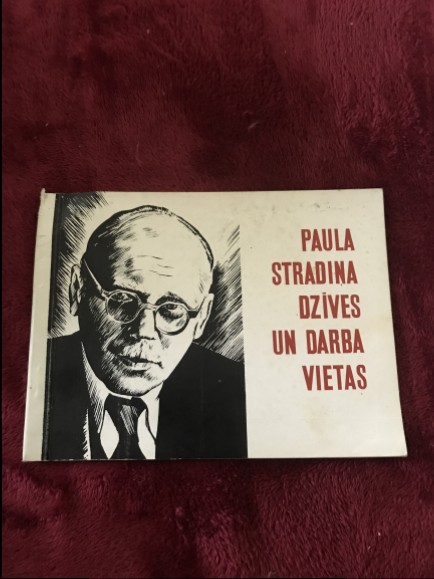 PAULA
STRADIŅA
DZĪVES
UN DARBA
VIETAS